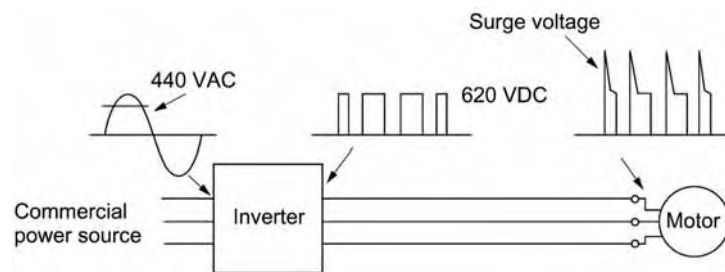 Surge voltage
440 VAC
620 VDC
Commercial
power source
Inverter
Motor